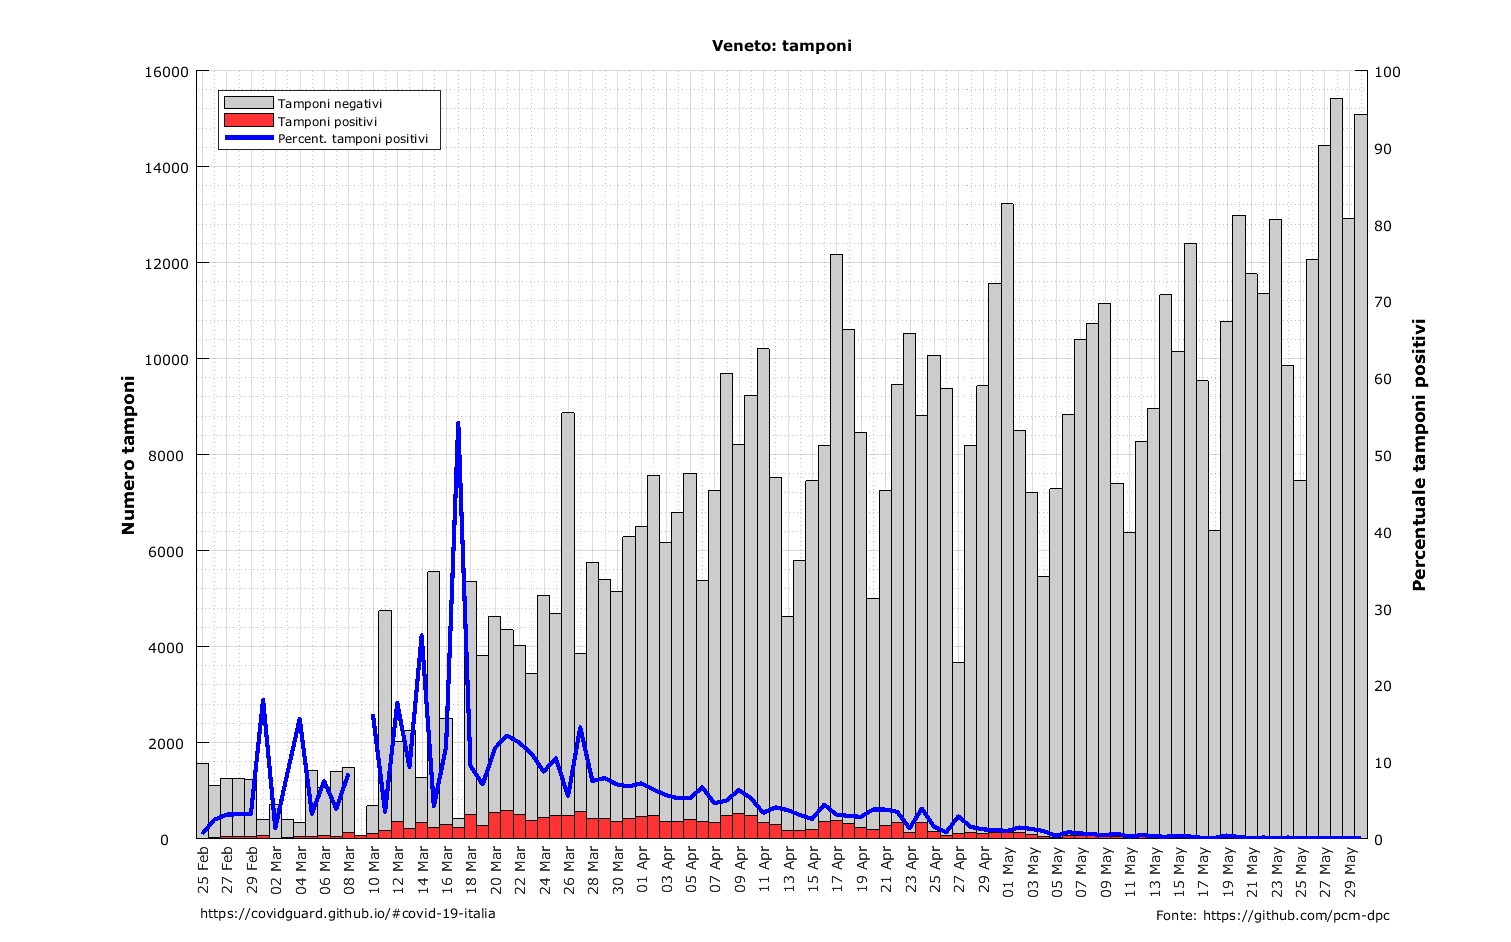 Veneto: tamponi
Tamponi negativi
Tamponi positivi
Percent. tamponi positivi
Numero tamponi
16000
14000
12000
10000
8000
6000
4000
2000
0
100
90
80
70
60
50
40
30
20
10
0
Percentuale tamponi positivi
25 Feb
27 Feb
29 Feb
02 Mar
04 Mar
06 Mar
08 Mar
10 Mar
12 Mar
14 Mar
16 Mar
18 Mar
20 Mar
22 Mar
24 Mar
26 Mar
28 Mar
30 Mar
01 Apr
03 Apr
05 Apr
07 Apr
09 Apr
11 Apr
13 Apr
15 Apr
17 Apr
19 Apr
21 Apr
23 Apr
25 Apr
27 Apr
29 Apr
01 May
03 May
05 May
07 May
09 May
11 May
13 May
15 May
17 May
19 May
21 May
23 May
25 May
27 May
29 May
https://covidguard.github.io/#covid-19-italia
Fonte: https://github.com/pcm-dpc